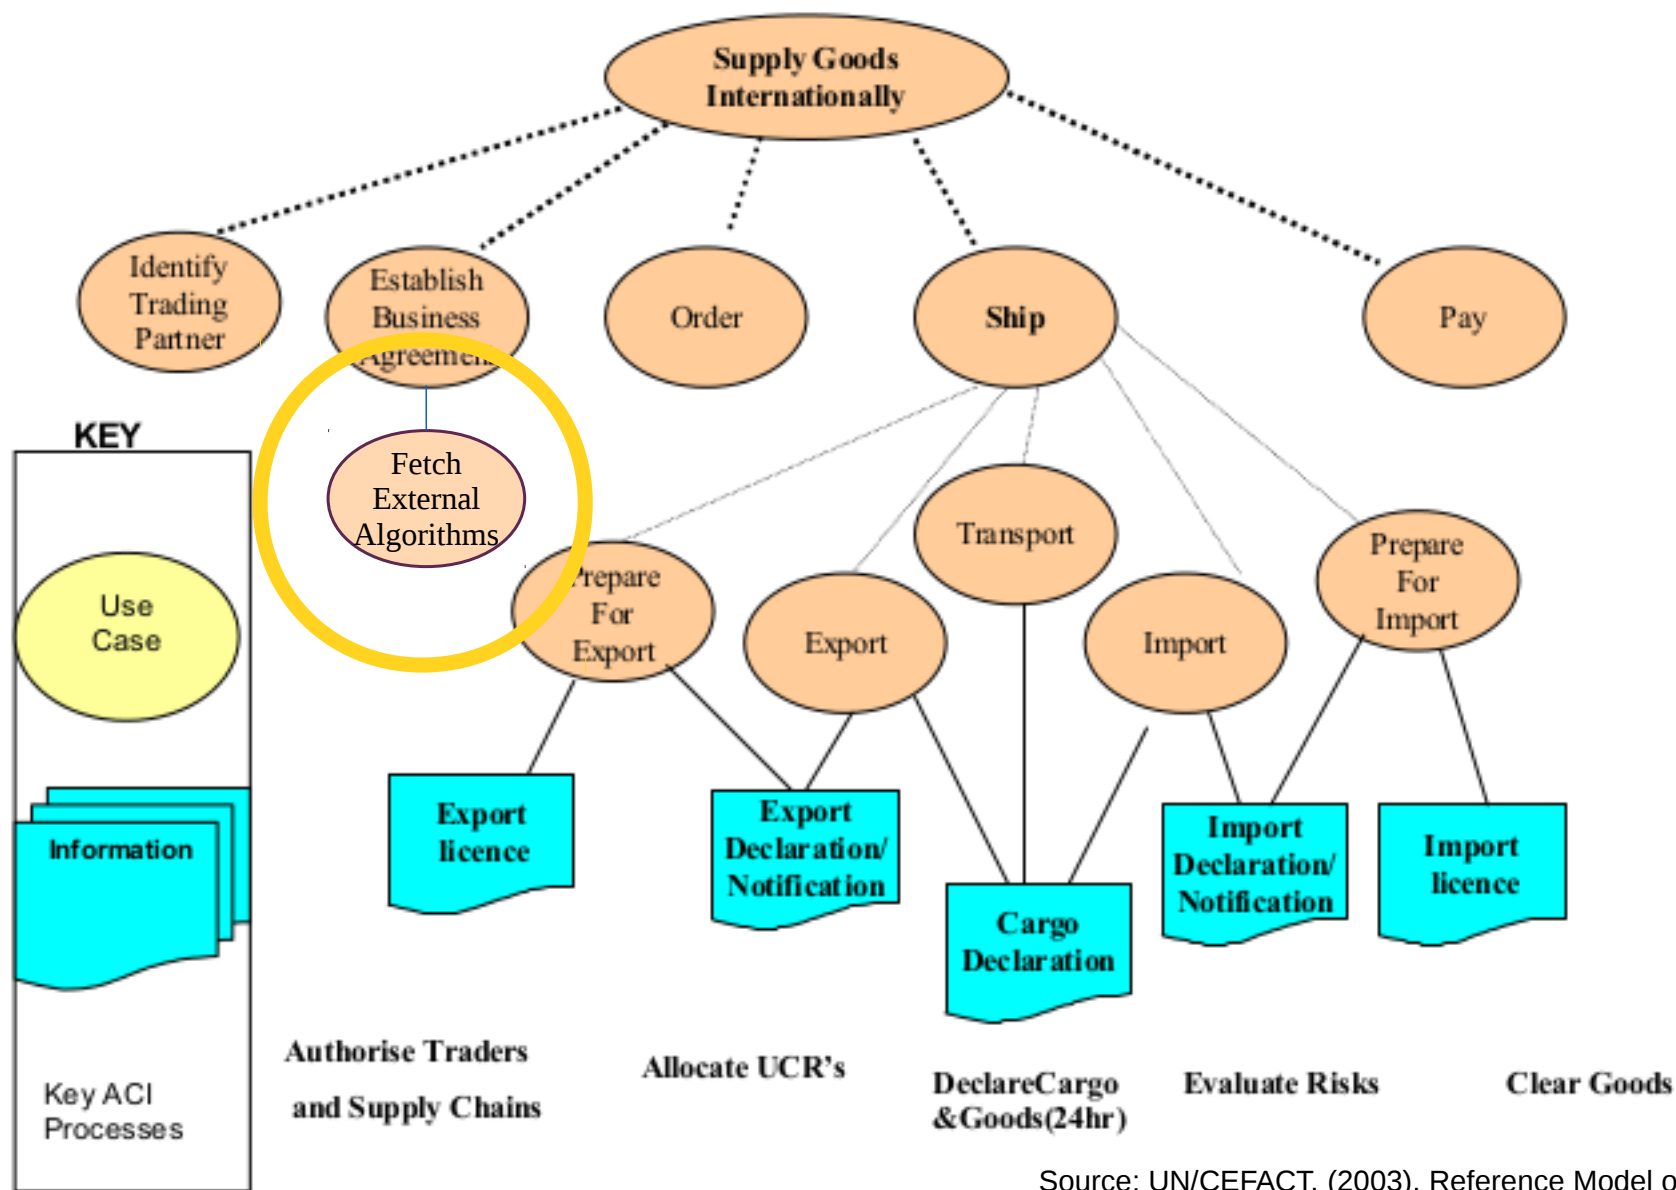 Supply Goods
Internationally
Identify
Trading
Partner
Establish
Business
Agreement
Order
Ship
Pay
KEY
Fetch
External
Algorithms
Use
Case
Prepare
For
Export
Export
Transport
Import
Prepare
For
Import
Information
Export
licence
Export
Declaration/
Notification
Cargo
Declaration
Import
Declaration/
Notification
Import
licence
Key ACI
Processes
Authorise Traders
and Supply Chains
Allocate UCR's
DeclareCargo
&Goods(24hr)
Evaluate Risks
Clear Goods
Source: UN/CEFACT. (2003). Reference Model o